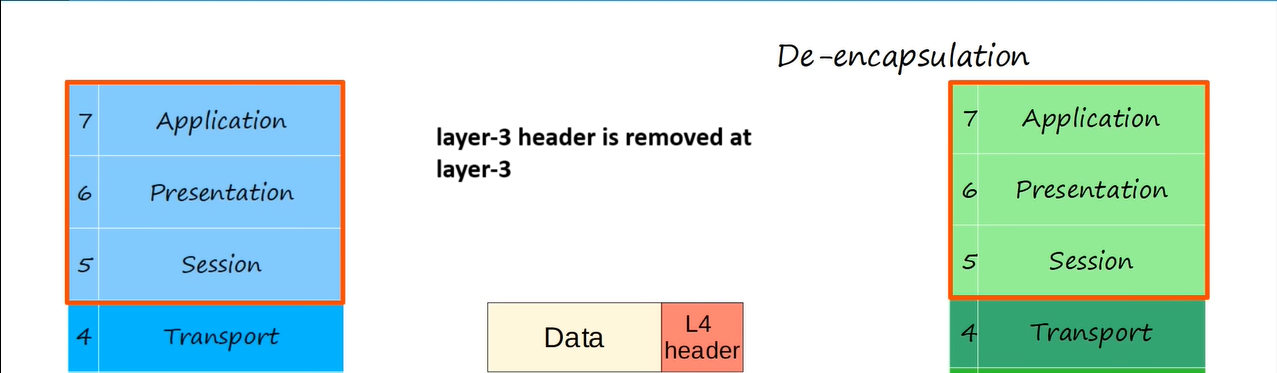 De-encapsulation
7 Application
6 Presentation
5 Session
4 Transport
layer-3 header is removed at
layer-3
Data
L4
header
7 Application
6 Presentation
5 Session
4 Transport